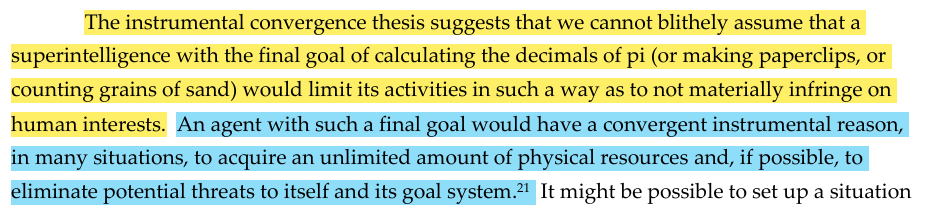 The instrumental convergence thesis suggests that we cannot blithely assume that a
superintelligence with the final goal of calculating the decimals of pi (or making paperclips, or
counting grains of sand) would limit its activities in such a way as to not materially infringe on
human interests. An agent with such a final goal would have a convergent instrumental reason,
in many situations, to acquire an unlimited amount of physical resources and, if possible, to
eliminate potential threats to itself and its goal system.21 It might be possible to set up a situation